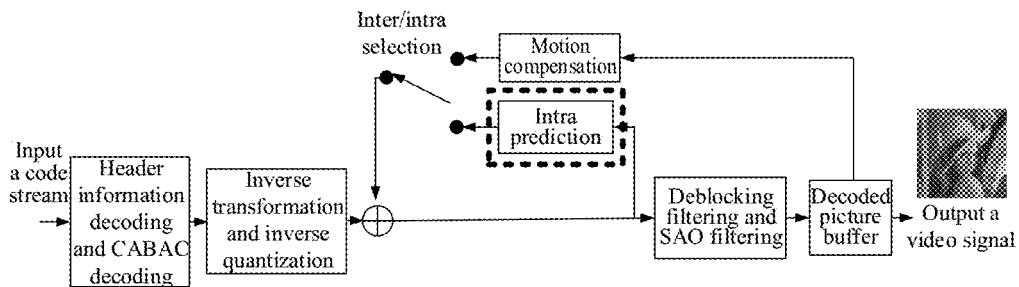 Inter/intra
selection
Motion
compensation
Intra
prediction
Input
a code
stream
Header
information
decoding
and CABAC
decoding
Inverse
transformation
and inverse
quantization
Deblocking
filtering and
SAO filtering
Decoded
picture
buffer
Output a
video signal